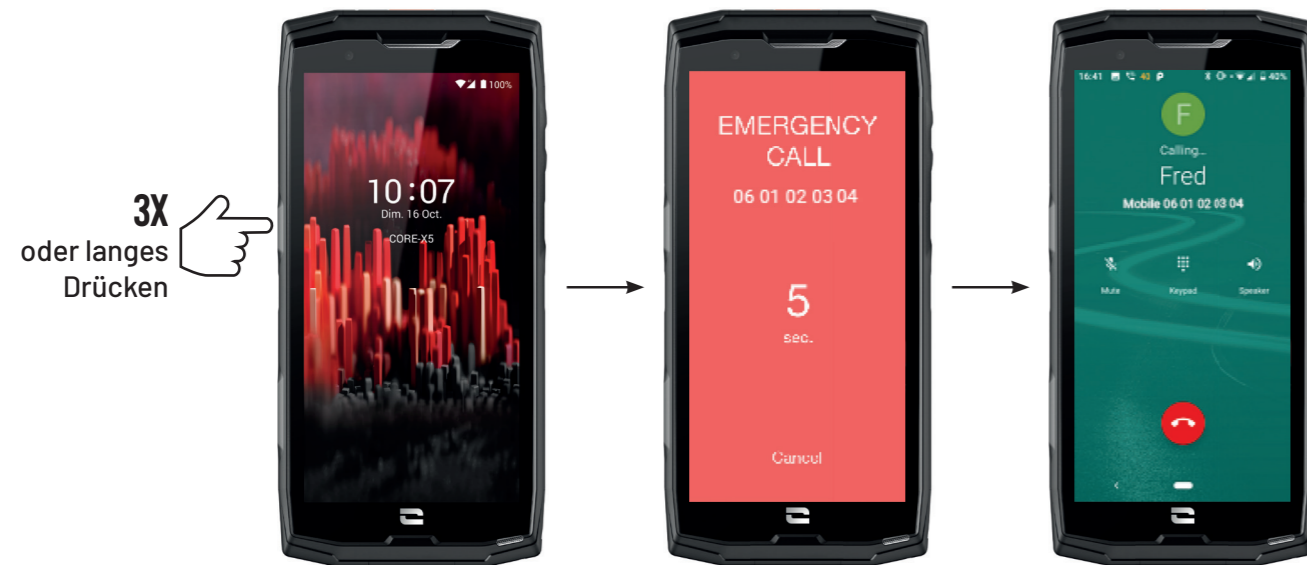 3X
oder langes
Drücken
100%
10:07
Dim. 16 Oct.
CORE-X5
EMERGENCY
CALL
06 01 02 03 04
5
sec.
Cancel
16:41 40 P 40%
F
Calling...
Fred
Mobile 06 01 02 03 04
Mute Keypad Speaker